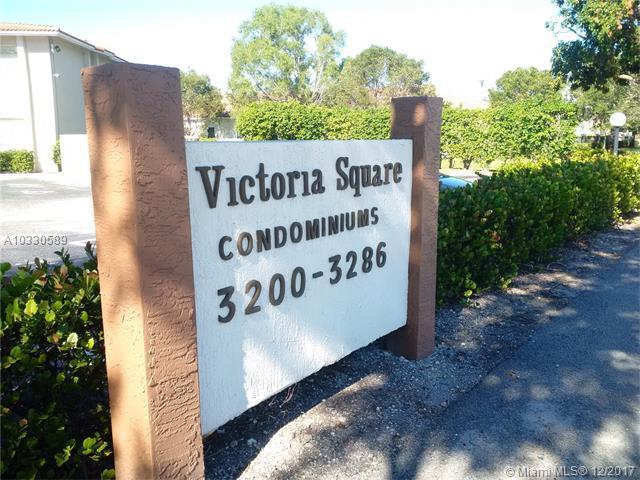 Victoria Square
CONDOMINIUMS
3200-3286
A10330589
© Miami MLS® 12/2017